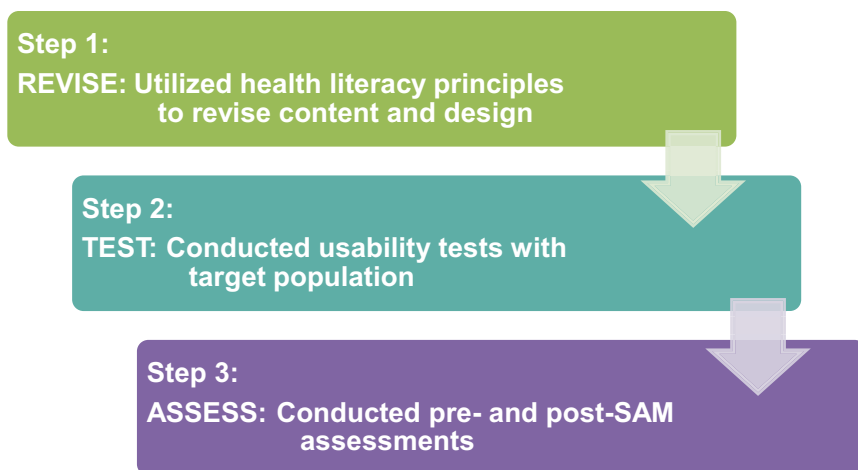 Step 1:
REVISE: Utilized health literacy principles
to revise content and design
Step 2:
TEST: Conducted usability tests with
target population
Step 3:
ASSESS: Conducted pre- and post-SAM
assessments